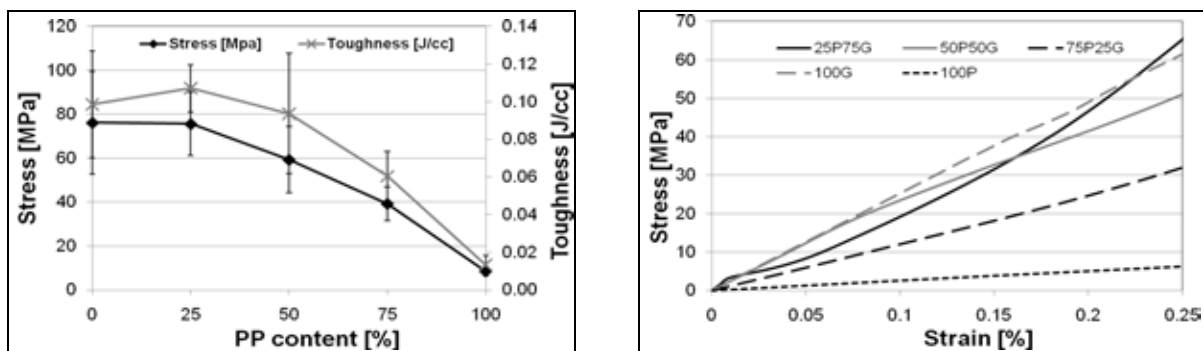 120
100
80
60
40
20
0
Stress [MPa]
Stress [Mpa]
Toughness [J/cc]
0.14
0.12
0.10
0.08
0.06
0.04
0.02
0.00
Toughness [J/cc]
0 25 50 75 100
PP content [%]
70
60
50
40
30
20
10
0
Stress [MPa]
25P75G 50P50G 75P25G
100G 100P
0 0.05 0.1 0.15 0.2 0.25
Strain [%]